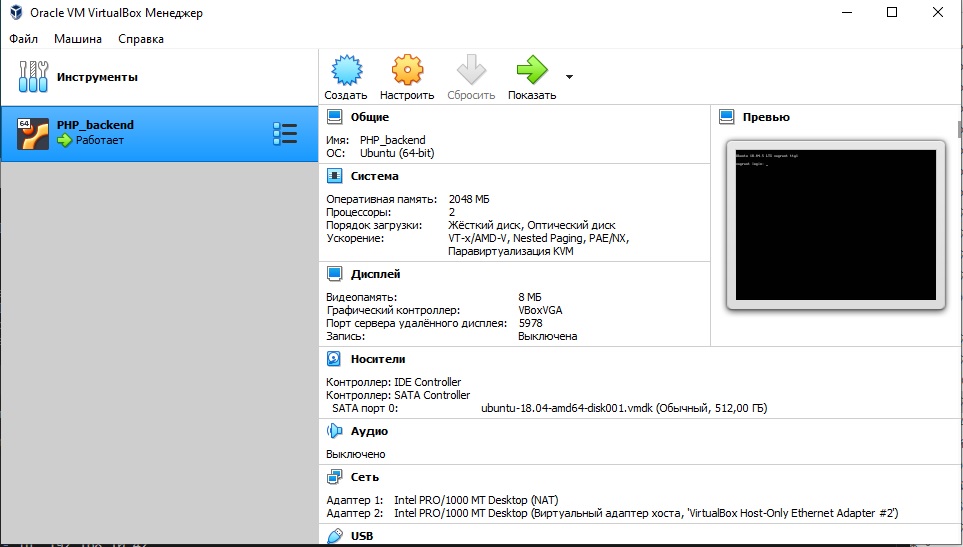 Oracle VM VirtualBox Менеджер
Файл Машина Справка
Инструменты
Создать Настроить Сбросить Показать
64
PHP_backend
Работает
Общие
Имя: PHP_backend
ОС: Ubuntu (64-bit)
Система
Оперативная память: 2048 МБ
Процессоры: 2
Порядок загрузки: Жёсткий диск, Оптический диск
Ускорение: VT-x/AMD-V, Nested Paging, PAE/NX,
Паравиртуализация KVM
Дисплей
Видеопамять: 8 МБ
Графический контроллер: VBoxVGA
Порт сервера удалённого дисплея: 5978
Запись: Выключена
Превью
Носители
Контроллер: IDE Controller
Контроллер: SATA Controller
SATA порт 0: ubuntu-18.04-amd64-disk001.vmdk (Обычный, 512,00 ГБ)
Аудио
Выключено
Сеть
Адаптер 1: Intel PRO/1000 MT Desktop (NAT)
Адаптер 2: Intel PRO/1000 MT Desktop (Виртуальный адаптер хоста, 'VirtualBox Host-Only Ethernet Adapter #2')
USB